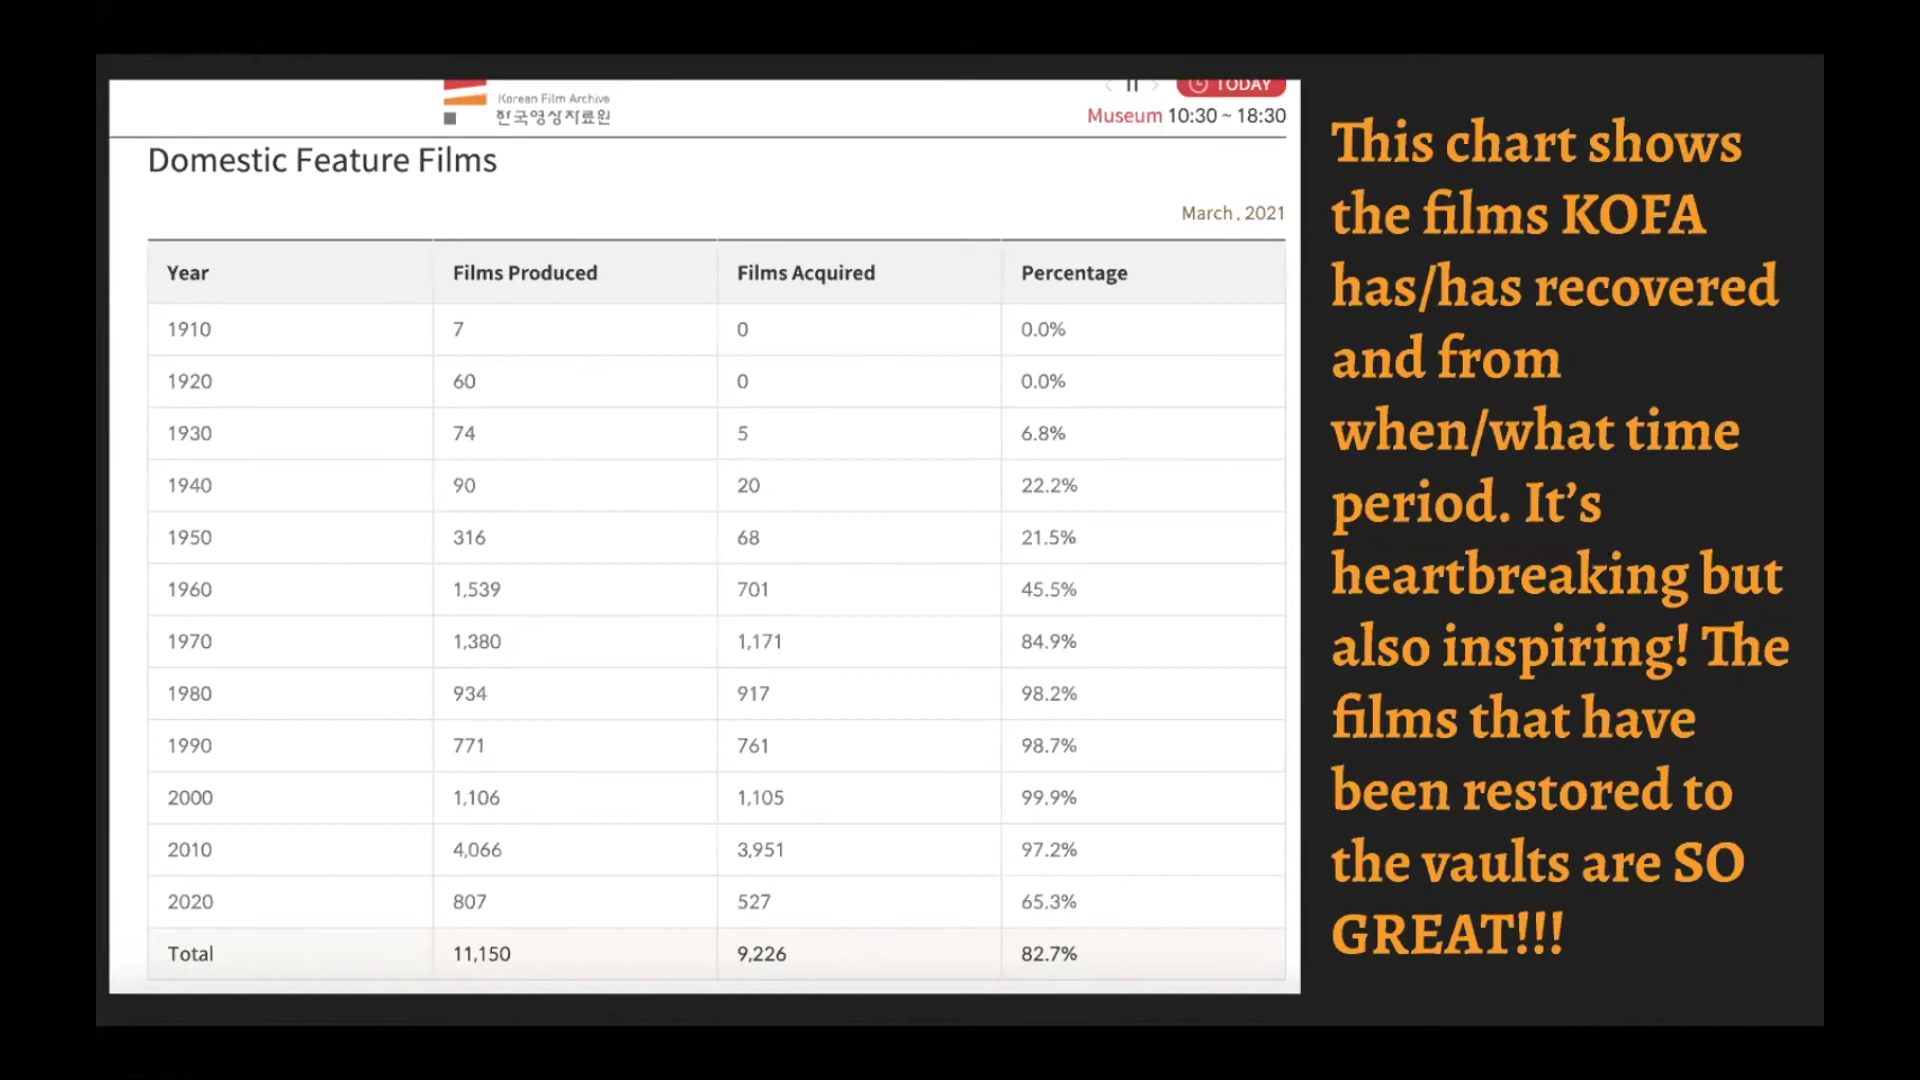 Korean Film Archive
한국영상자료원
TODAY
Museum 10:30 ~ 18:30
Domestic Feature Films
March . 2021
Year Films Produced Films Acquired Percentage
1910 7 0 0.0%
1920 60 0 0.0%
1930 74 5 6.8%
1940 90 20 22.2%
1950 316 68 21.5%
1960 1,539 701 45.5%
1970 1,380 1,171 84.9%
1980 934 917 98.2%
1990 771 761 98.7%
2000 1,106 1,105 99.9%
2010 4,066 3,951 97.2%
2020 807 527 65.3%
Total 11,150 9,226 82.7%
This chart shows
the films KOFA
has/has recovered
and from
when/what time
period. It’s
heartbreaking but
also inspiring! The
films that have
been restored to
the vaults are SO
GREAT!!!